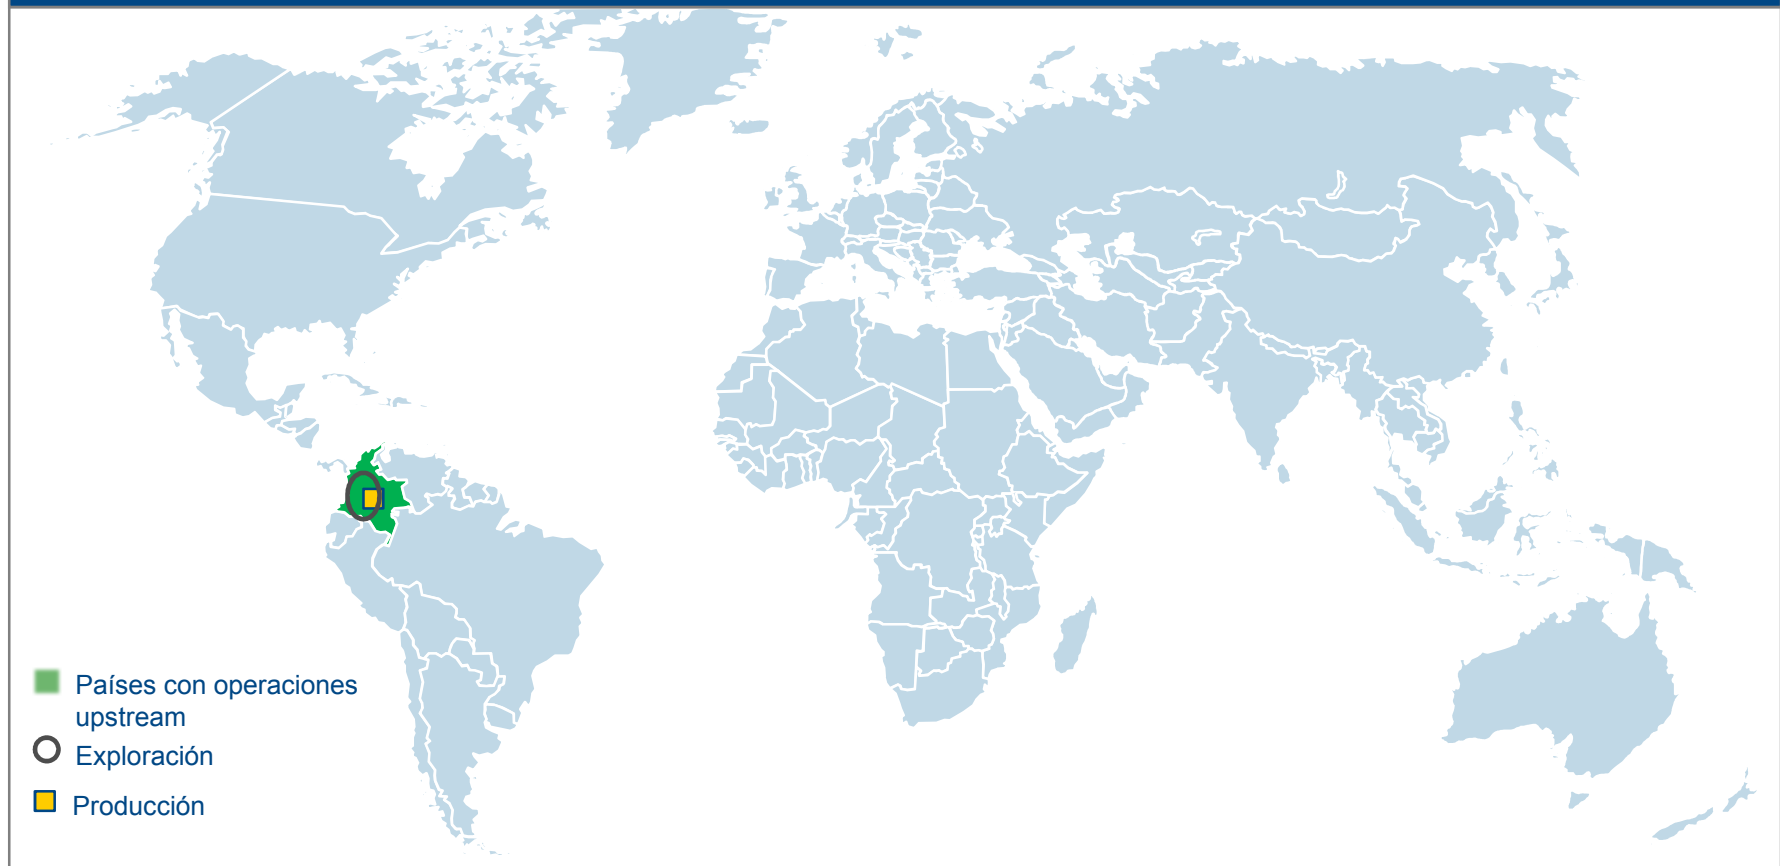 Países con operaciones
upstream
Exploración
Producción